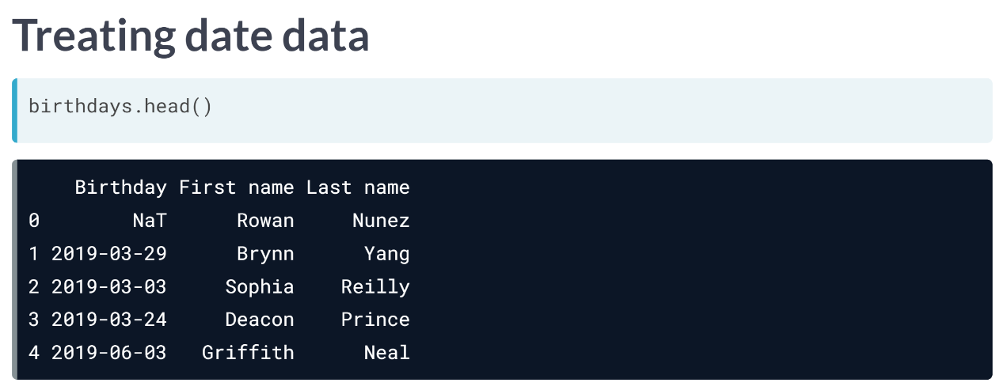 Treating date data
birthdays.head()
Birthday First name Last name
0 NaT Rowan Nunez
1 2019-03-29 Brynn Yang
2 2019-03-03 Sophia Reilly
3 2019-03-24 Deacon Prince
4 2019-06-03 Griffith Neal